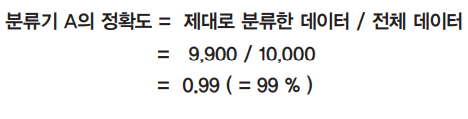 분류기 A의 정확도 = 제대로 분류한 데이터 / 전체 데이터
= 9,900 / 10,000
= 0.99 ( = 99 % )